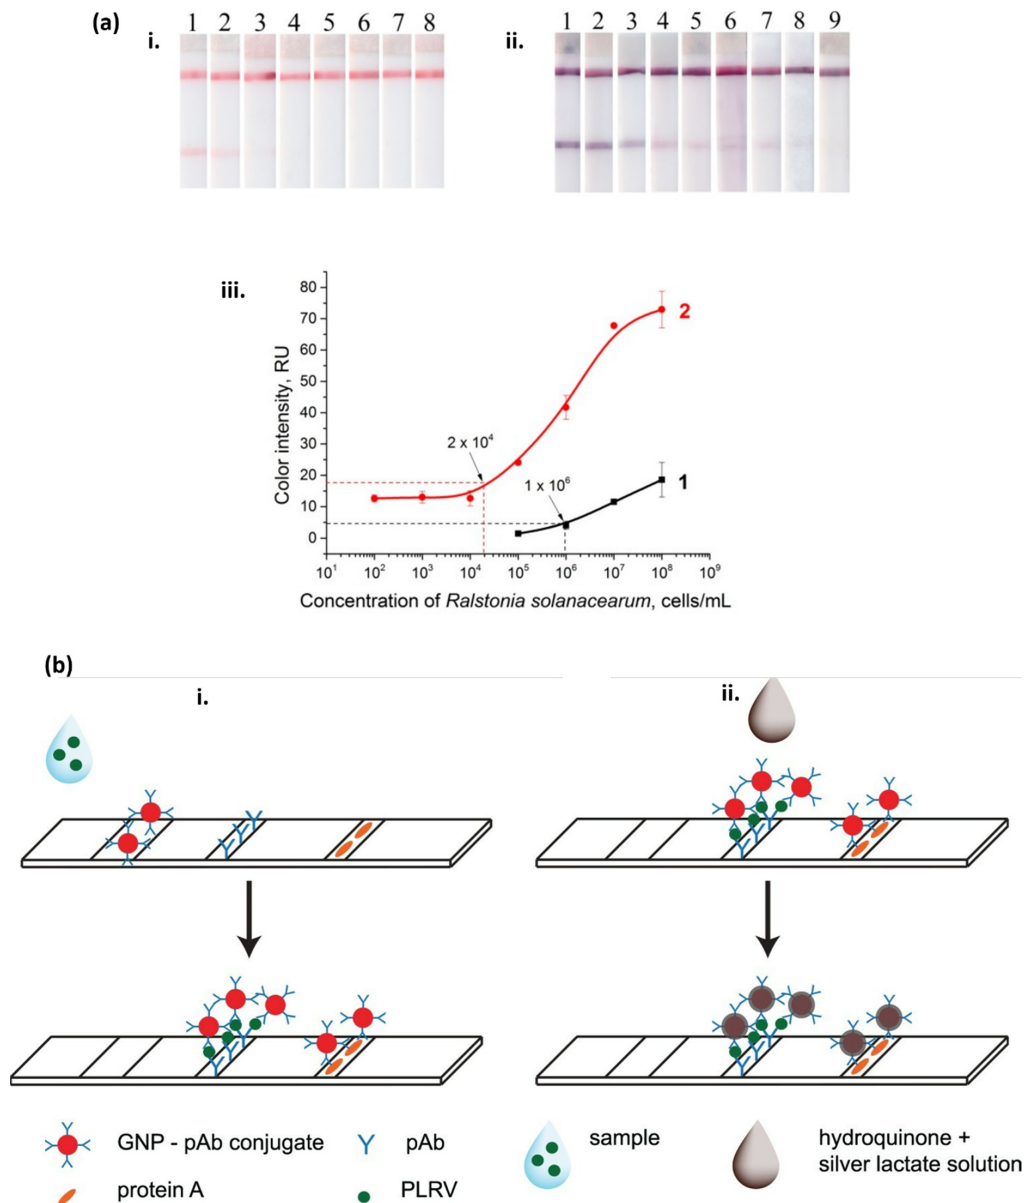 (a)
i.
1 2 3 4 5 6 7 8
ii.
1 2 3 4 5 6 7 8 9
iii.
80
70
60
50
40
30
20
10
0
Color intensity, RU
2
2 x 10⁴
1 x 10⁶
1
10¹ 10² 10³ 10⁴ 10⁵ 10⁶ 10⁷ 10⁸ 10⁹
Concentration of Ralstonia solanacearum, cells/mL
(b)
i.
ii.
GNP - pAb conjugate
pAb
sample
hydroquinone +
silver lactate solution
protein A
PLRV